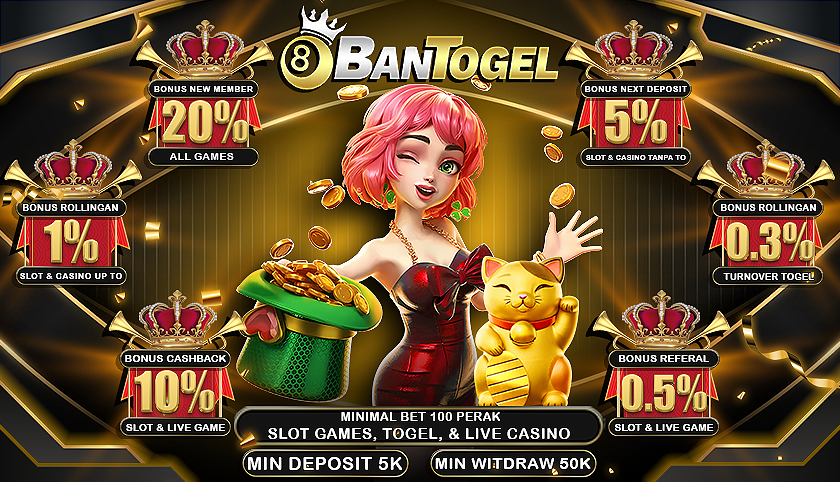 8BANTOGEL
BONUS NEW MEMBER
20%
ALL GAMES
BONUS NEXT DEPOSIT
5%
SLOT & CASINO TANPA TO
BONUS ROLLINGAN
1%
SLOT & CASINO UP TO
BONUS ROLLINGAN
0.3%
TURNOVER TOGEL
BONUS CASHBACK
10%
SLOT & LIVE GAME
BONUS REFERAL
0.5%
SLOT & LIVE GAME
MINIMAL BET 100 PERAK
SLOT GAMES, TOGEL, & LIVE CASINO
MIN DEPOSIT 5K
MIN WITDRAW 50K